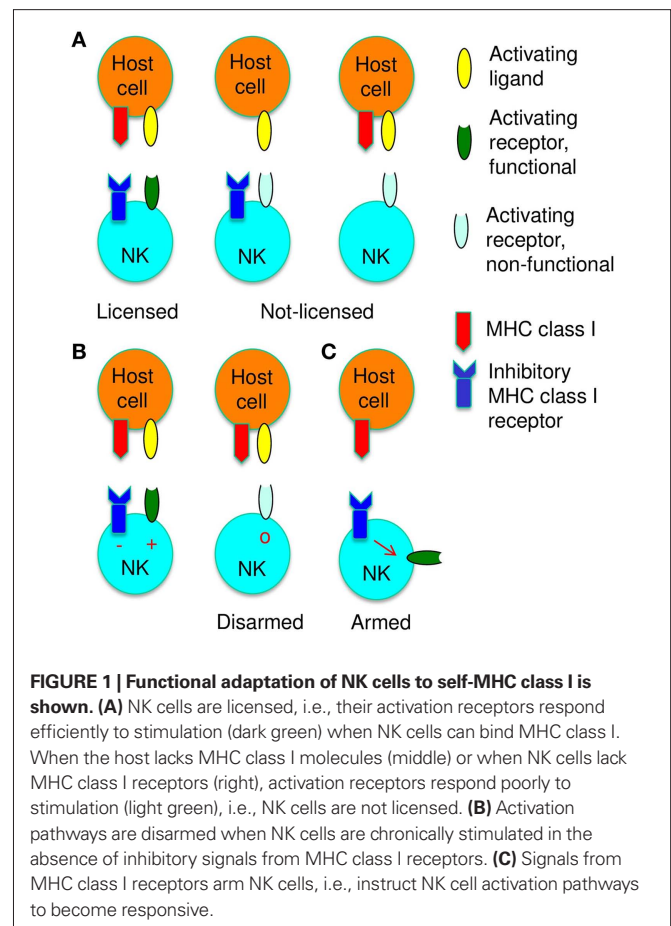 A
Host cell
Host cell
Host cell
NK
NK
NK
Licensed
Not-licensed
Activating
ligand
Activating
receptor,
functional
Activating
receptor,
non-functional
MHC class I
Inhibitory
MHC class I
receptor
B
Host cell
Host cell
C
Host cell
- +
NK
o
NK
NK
Disarmed
Armed
FIGURE 1 | Functional adaptation of NK cells to self-MHC class I is
shown. (A) NK cells are licensed, i.e., their activation receptors respond
efficiently to stimulation (dark green) when NK cells can bind MHC class I.
When the host lacks MHC class I molecules (middle) or when NK cells lack
MHC class I receptors (right), activation receptors respond poorly to
stimulation (light green), i.e., NK cells are not licensed. (B) Activation
pathways are disarmed when NK cells are chronically stimulated in the
absence of inhibitory signals from MHC class I receptors. (C) Signals from
MHC class I receptors arm NK cells, i.e., instruct NK cell activation pathways
to become responsive.